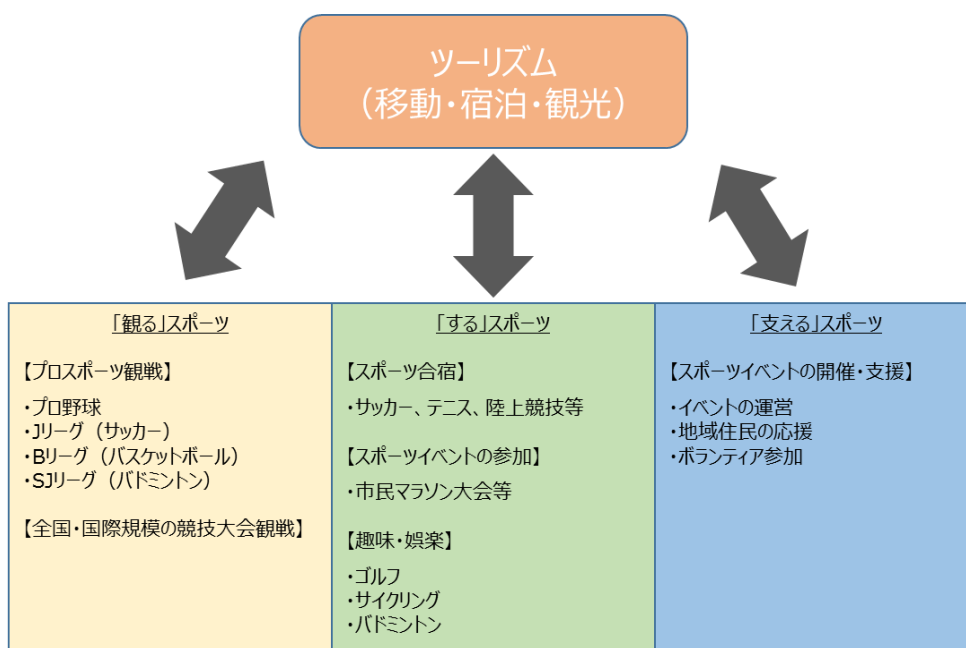 ツーリズム
（移動・宿泊・観光）
「観る」スポーツ
【プロスポーツ観戦】
・プロ野球
・Jリーグ（サッカー）
・Bリーグ（バスケットボール）
・SJリーグ（バドミントン）
【全国・国際規模の競技大会観戦】
「する」スポーツ
【スポーツ合宿】
・サッカー、テニス、陸上競技等
【スポーツイベントの参加】
・市民マラソン大会等
【趣味・娯楽】
・ゴルフ
・サイクリング
・バドミントン
「支える」スポーツ
【スポーツイベントの開催・支援】
・イベントの運営
・地域住民の応援
・ボランティア参加